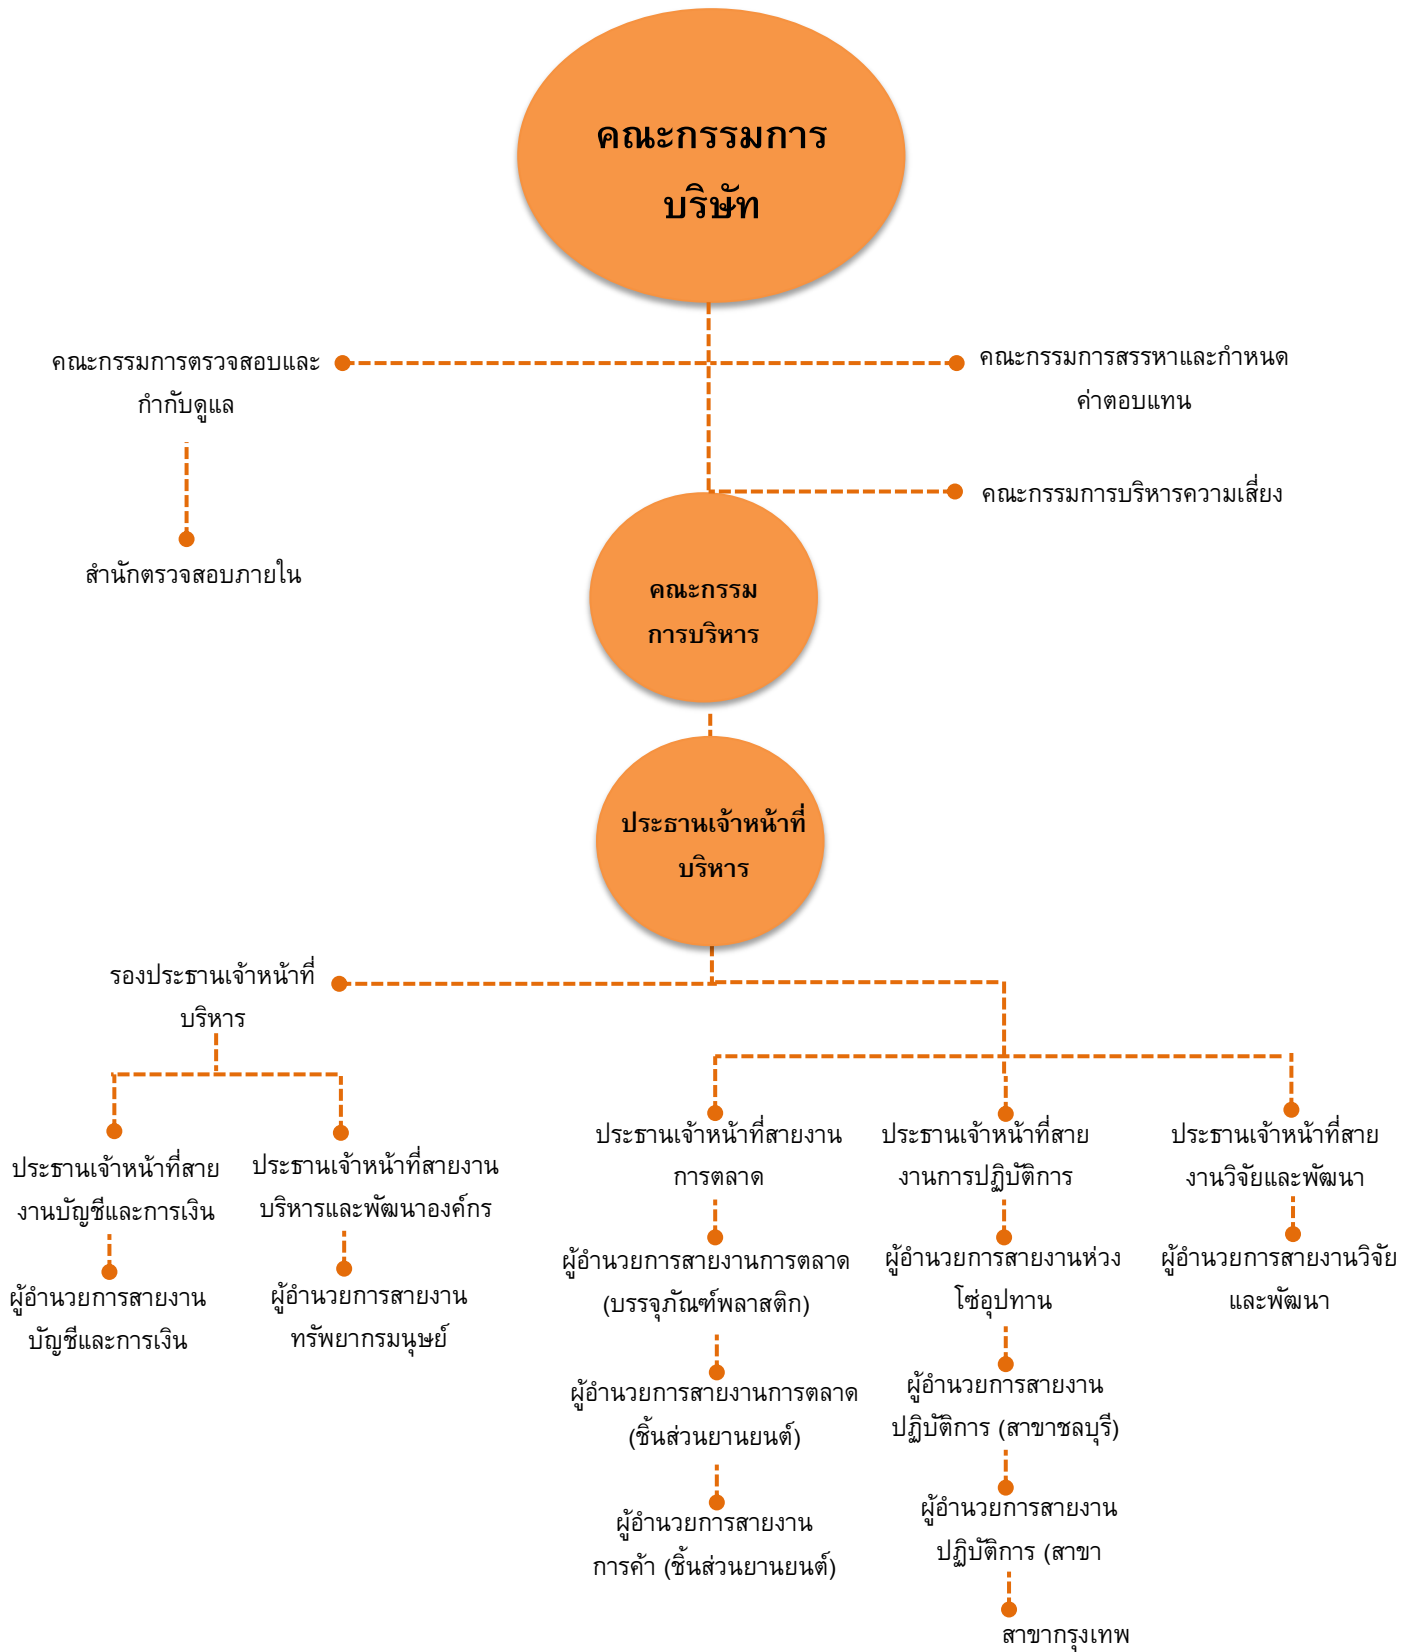 คณะกรรมการ
บริษัท
คณะกรรมการตรวจสอบและ
กำกับดูแล
คณะกรรมการสรรหาและกำหนด
ค่าตอบแทน
คณะกรรมการบริหารความเสี่ยง
สำนักตรวจสอบภายใน
คณะกรรม
การบริหาร
ประธานเจ้าหน้าที่
บริหาร
รองประธานเจ้าหน้าที่
บริหาร
ประธานเจ้าหน้าที่สาย
งานบัญชีและการเงิน
ประธานเจ้าหน้าที่สายงาน
บริหารและพัฒนาองค์กร
ประธานเจ้าหน้าที่สายงาน
การตลาด
ประธานเจ้าหน้าที่สาย
งานการปฏิบัติการ
ประธานเจ้าหน้าที่สาย
งานวิจัยและพัฒนา
ผู้อำนวยการสายงาน
บัญชีและการเงิน
ผู้อำนวยการสายงาน
ทรัพยากรมนุษย์
ผู้อำนวยการสายงานการตลาด
(บรรจุภัณฑ์พลาสติก)
ผู้อำนวยการสายงานห่วง
โซ่อุปทาน
ผู้อำนวยการสายงานวิจัย
และพัฒนา
ผู้อำนวยการสายงานการตลาด
(ชิ้นส่วนยานยนต์)
ผู้อำนวยการสายงาน
ปฏิบัติการ (สาขาชลบุรี)
ผู้อำนวยการสายงาน
การค้า (ชิ้นส่วนยานยนต์)
ผู้อำนวยการสายงาน
ปฏิบัติการ (สาขา
สาขากรุงเทพ